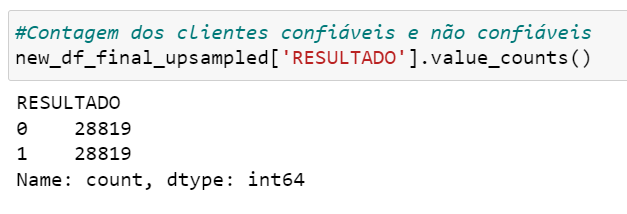 #Contagem dos clientes confiáveis e não confiáveis
new_df_final_upsampled['RESULTADO'].value_counts()
RESULTADO
0    28819
1    28819
Name: count, dtype: int64